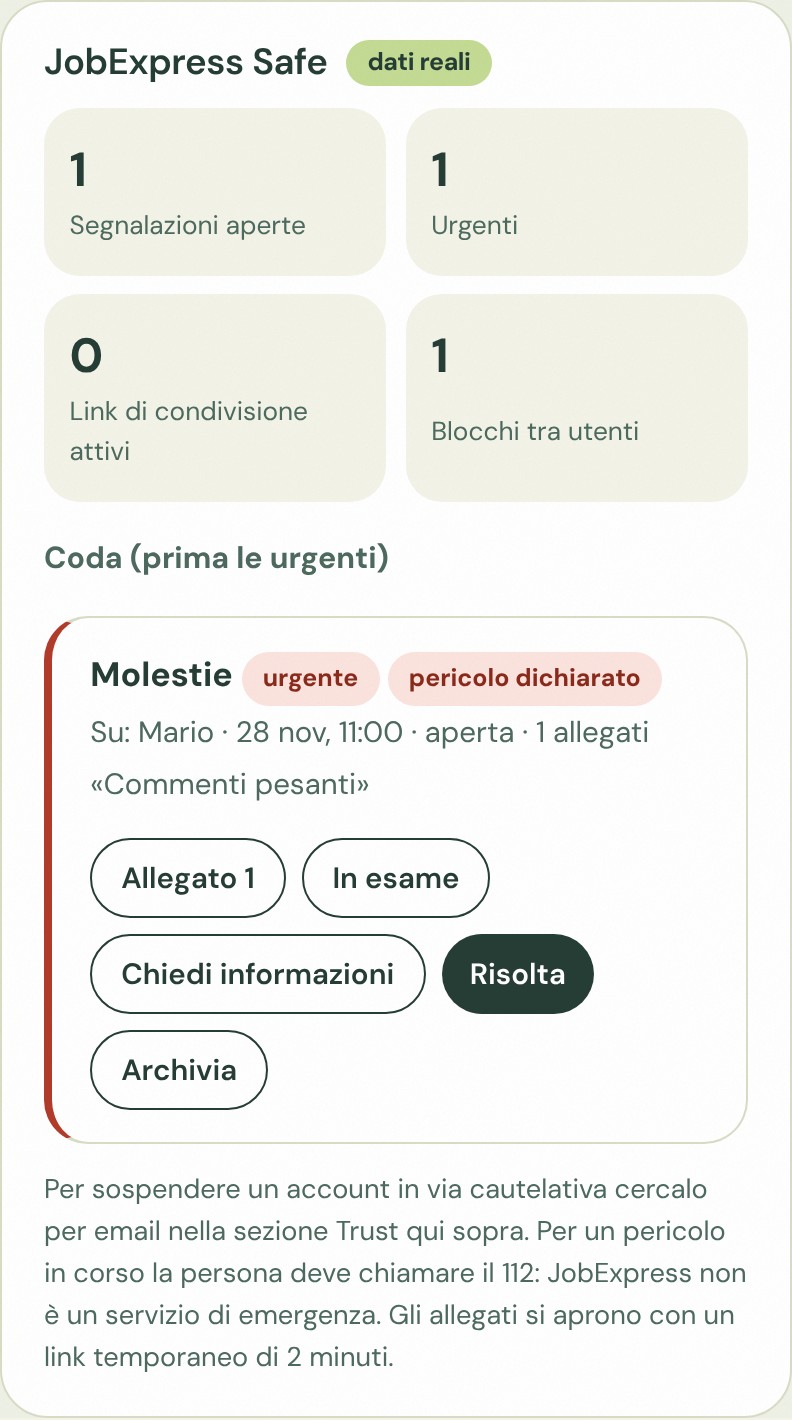 JobExpress Safe dati reali
1
Segnalazioni aperte
1
Urgenti
0
Link di condivisione
attivi
1
Blocchi tra utenti
Coda (prima le urgenti)
Molestie urgente pericolo dichiarato
Su: Mario · 28 nov, 11:00 · aperta · 1 allegati
«Commenti pesanti»
Allegato 1 In esame
Chiedi informazioni Risolta
Archivia
Per sospendere un account in via cautelativa cercalo
per email nella sezione Trust qui sopra. Per un pericolo
in corso la persona deve chiamare il 112: JobExpress non
è un servizio di emergenza. Gli allegati si aprono con un
link temporaneo di 2 minuti.